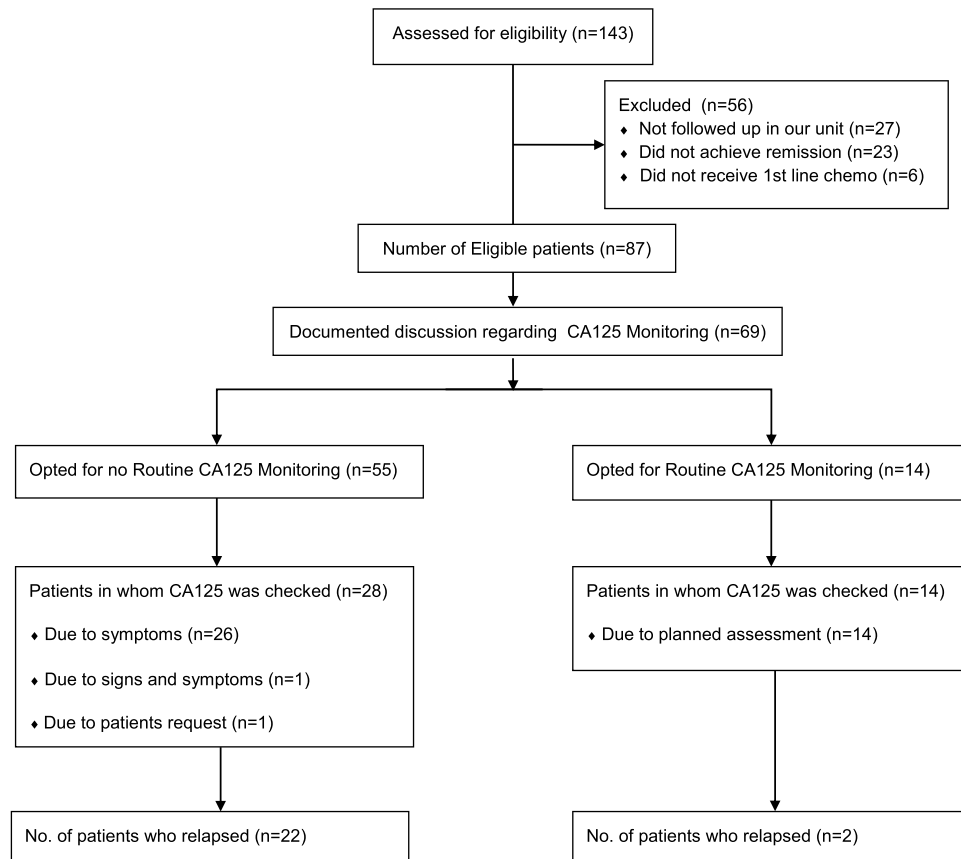 Assessed for eligibility (n=143)
Excluded (n=56)
♦ Not followed up in our unit (n=27)
♦ Did not achieve remission (n=23)
♦ Did not receive 1st line chemo (n=6)
Number of Eligible patients (n=87)
Documented discussion regarding CA125 Monitoring (n=69)
Opted for no Routine CA125 Monitoring (n=55)
Opted for Routine CA125 Monitoring (n=14)
Patients in whom CA125 was checked (n=28)
♦ Due to symptoms (n=26)
♦ Due to signs and symptoms (n=1)
♦ Due to patients request (n=1)
Patients in whom CA125 was checked (n=14)
♦ Due to planned assessment (n=14)
No. of patients who relapsed (n=22)
No. of patients who relapsed (n=2)